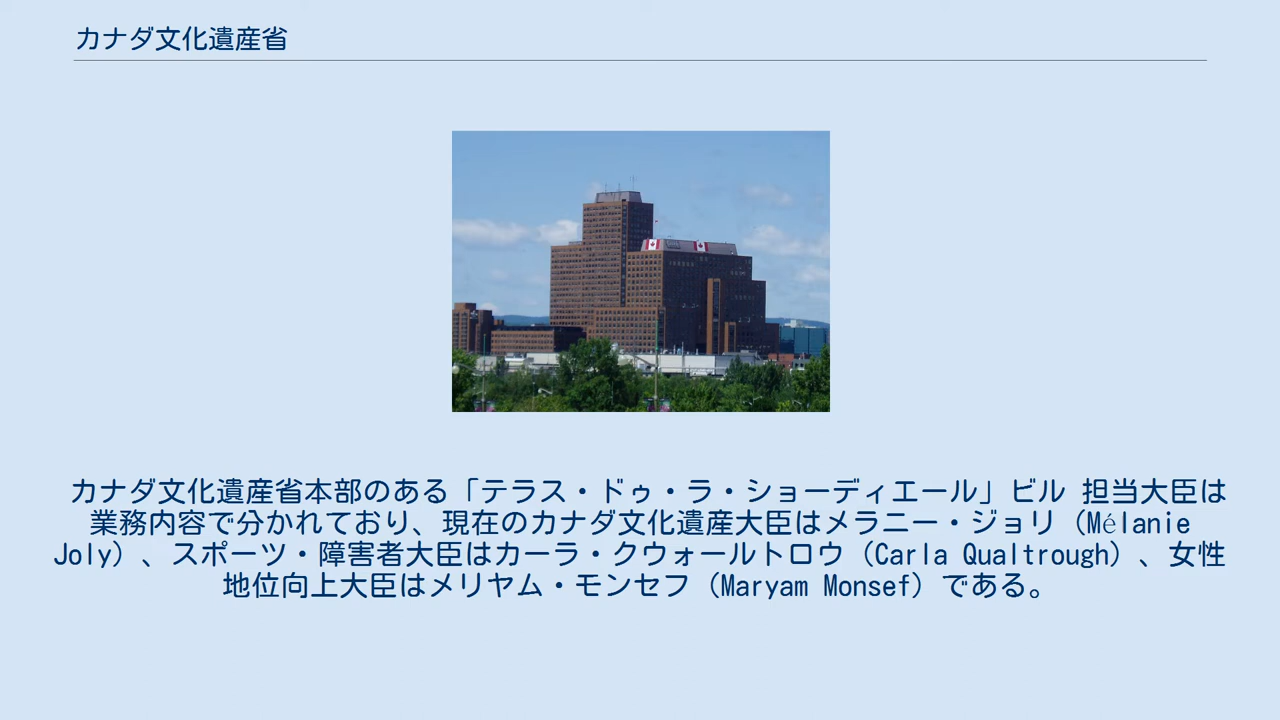 カナダ文化遺産省
カナダ文化遺産省本部のある「テラス・ドゥ・ラ・ショーディエール」ビル 担当大臣は
業務内容で分かれており、現在のカナダ文化遺産大臣はメラニー・ジョリ（Mélanie
Joly）、スポーツ・障害者大臣はカーラ・クウォールトロウ（Carla Qualtrough）、女性
地位向上大臣はメリヤム・モンセフ（Maryam Monsef）である。